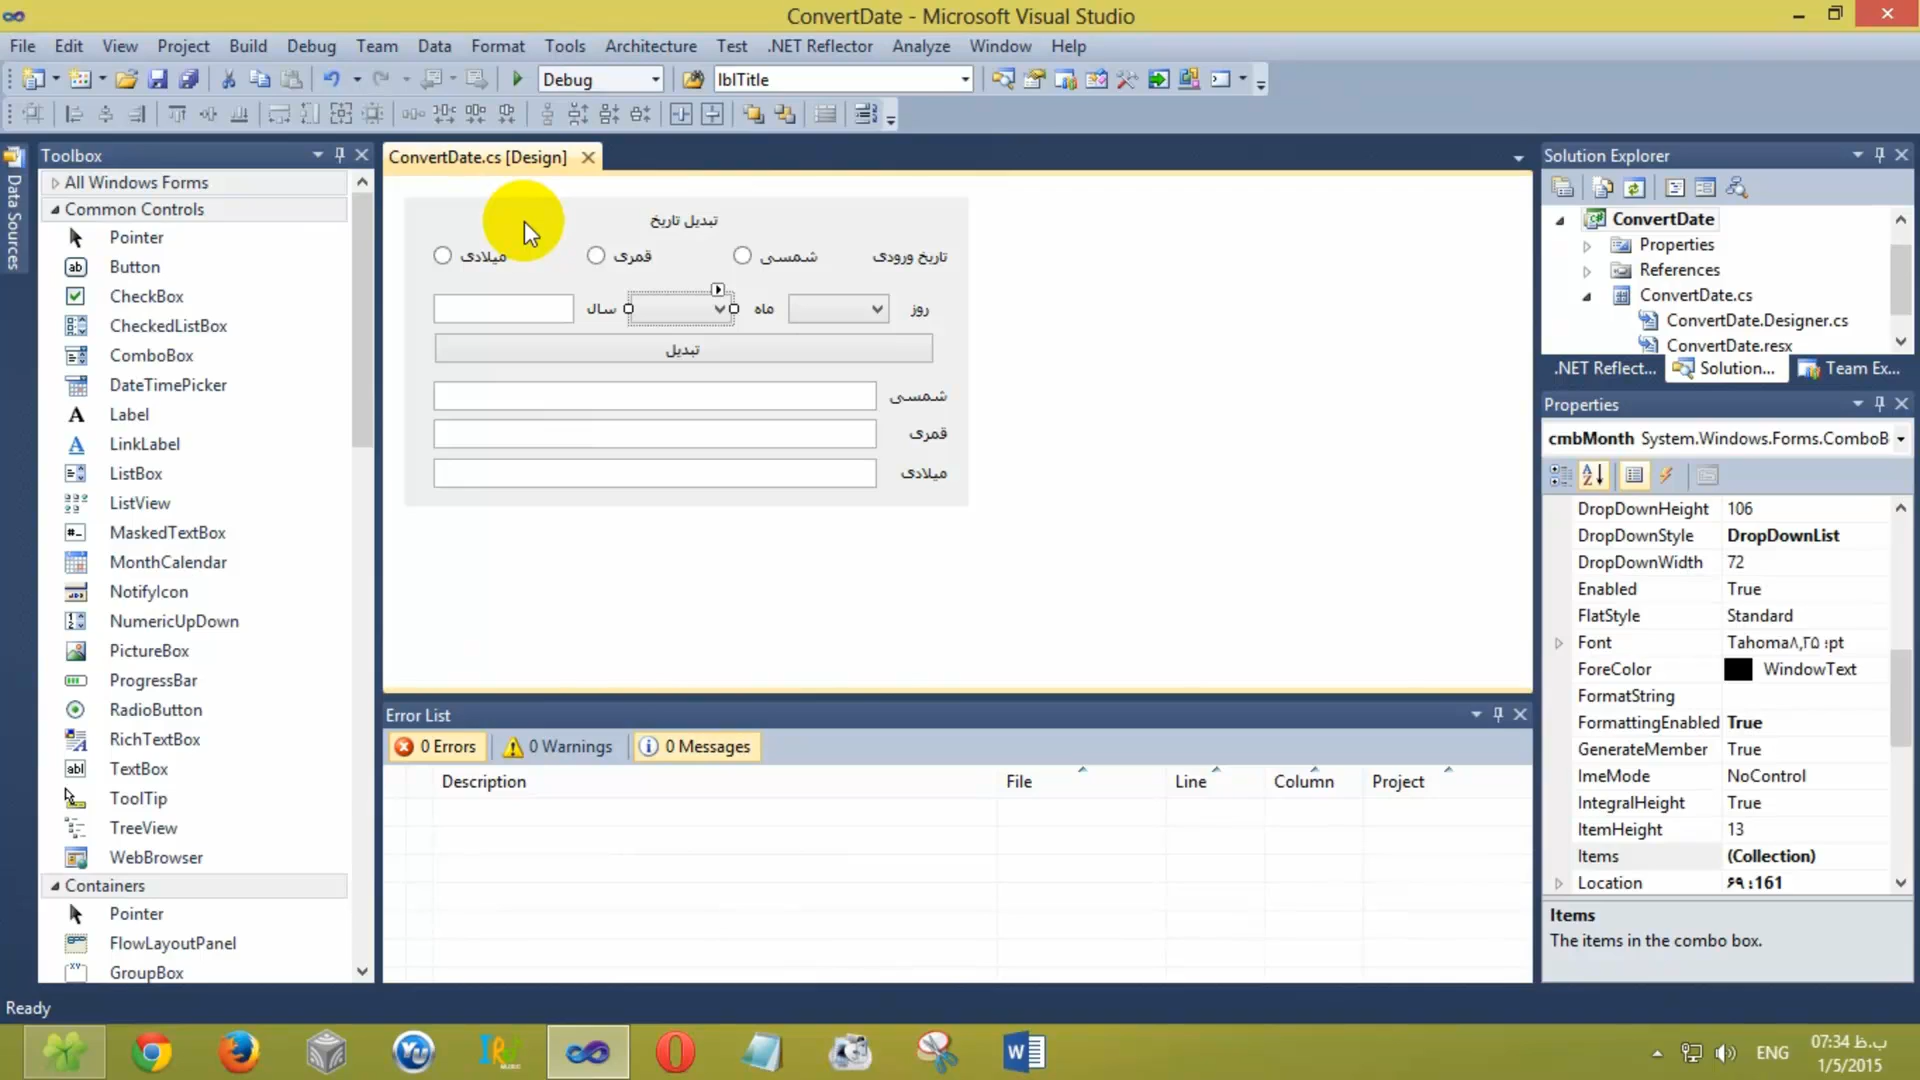 ConvertDate - Microsoft Visual Studio
File Edit View Project Build Debug Team Data Format Tools Architecture Test .NET Reflector Analyze Window Help
Debug lblTitle
Data Sources
Toolbox
All Windows Forms
Common Controls
Pointer
Button
CheckBox
CheckedListBox
ComboBox
DateTimePicker
Label
LinkLabel
ListBox
ListView
MaskedTextBox
MonthCalendar
NotifyIcon
NumericUpDown
PictureBox
ProgressBar
RadioButton
RichTextBox
TextBox
ToolTip
TreeView
WebBrowser
Containers
Pointer
FlowLayoutPanel
GroupBox
ConvertDate.cs [Design]
تبدیل تاریخ
تاریخ ورودی شمسی قمری میلادی
روز ماه سال
تبدیل
شمسی
قمری
میلادی
Error List
0 Errors 0 Warnings 0 Messages
Description File Line Column Project
Solution Explorer
ConvertDate
Properties
References
ConvertDate.cs
ConvertDate.Designer.cs
ConvertDate.resx
.NET Reflect... Solution... Team Ex...
Properties
cmbMonth System.Windows.Forms.ComboB
DropDownHeight 106
DropDownStyle DropDownList
DropDownWidth 72
Enabled True
FlatStyle Standard
Font Tahoma۸,۲۵ :pt
ForeColor WindowText
FormatString
FormattingEnabled True
GenerateMember True
ImeMode NoControl
IntegralHeight True
ItemHeight 13
Items (Collection)
Location ۶۹ :161
Items
The items in the combo box.
Ready
ENG
07:34 ب.ظ
1/5/2015